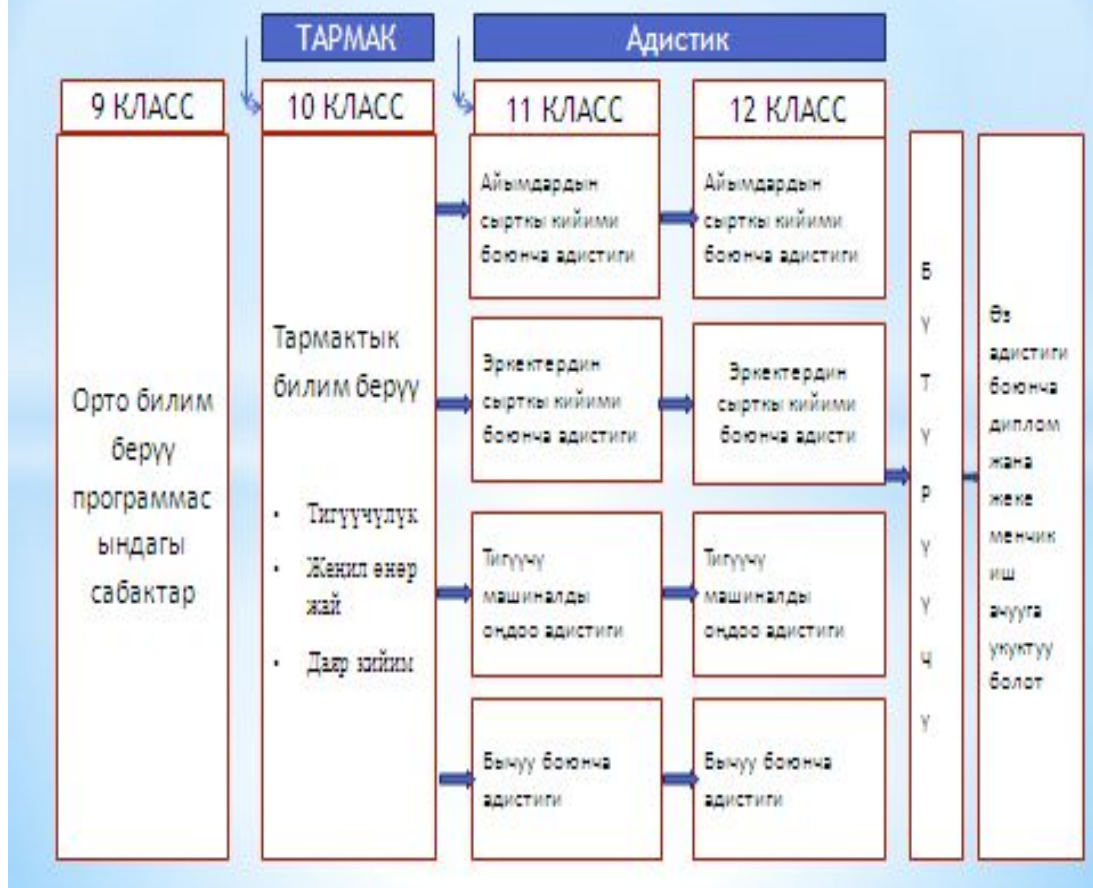 ТАРМАК
Адистик
9 КЛАСС
10 КЛАСС
11 КЛАСС
12 КЛАСС
Орто билим
берүү
программас
ындагы
сабактар
Тармактык
билим берүү
• Тигүүчүлүк
• Жеңил өнөр
жай
• Даяр кийим
Айымдардын
сырткы кийими
боюнча адистиги
Эркектердин
сырткы кийими
боюнча адистиги
Тигүүчү
машиналды
оңдоо адистиги
Бычуу боюнча
адистиги
Айымдардын
сырткы кийими
боюнча адистиги
Эркектердин
сырткы кийими
боюнча адисти
Тигүүчү
машиналды
оңдоо адистиги
Бычуу боюнча
адистиги
Б
Ү
Т
Ү
Р
Ү
Ү
Ч
Ү
Өз
адистиги
боюнча
диплом
жана
жеке
менчик
иш
ачууга
укуктуу
болот